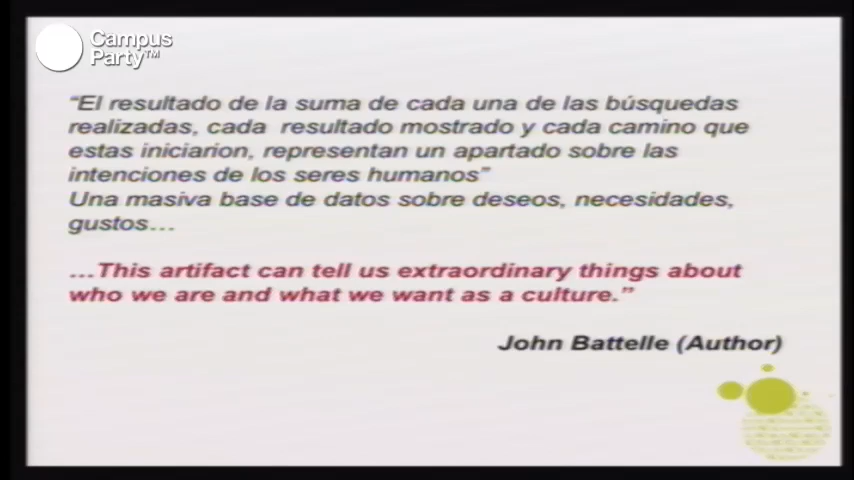 Campus
Party™
“El resultado de la suma de cada una de las búsquedas
realizadas, cada resultado mostrado y cada camino que
estas iniciarion, representan un apartado sobre las
intenciones de los seres humanos”
Una masiva base de datos sobre deseos, necesidades,
gustos…
…This artifact can tell us extraordinary things about
who we are and what we want as a culture.”
John Battelle (Author)